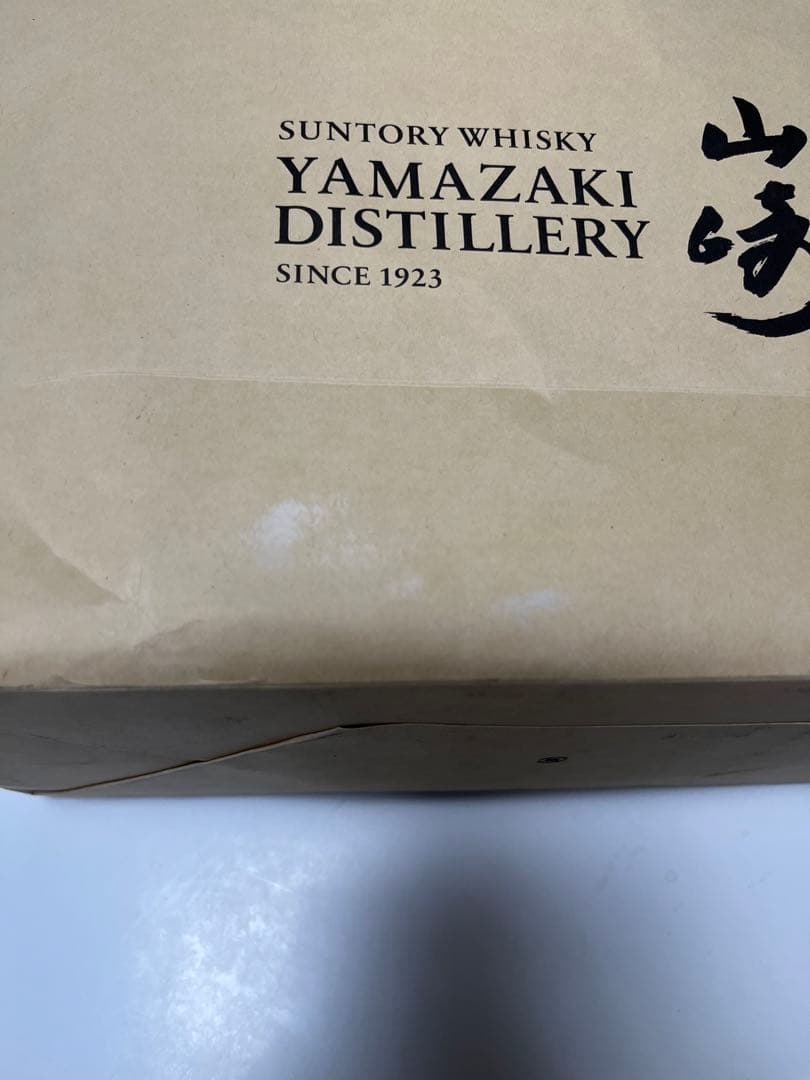 SUNTORY WHISKY
YAMAZAKI
DISTILLERY
SINCE 1923
山崎